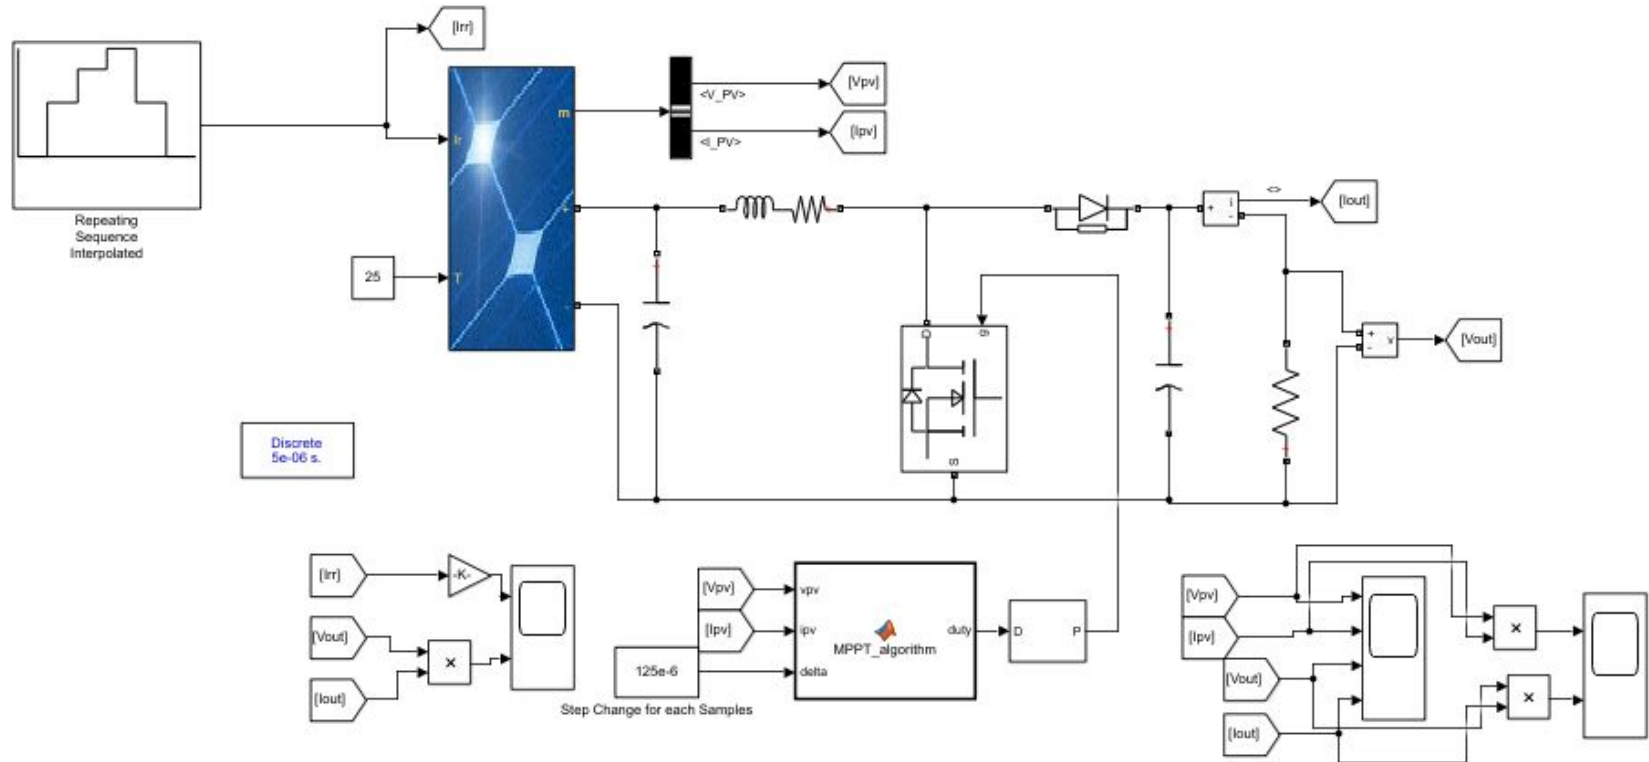 [Irr]
Repeating
Sequence
Interpolated
25
Ir
T
m
+
-
<V_PV>
<I_PV>
[Vpv]
[Ipv]
<>
+
i
-
[Iout]
D
g
S
+
-
v
[Vout]
Discrete
5e-06 s.
[Irr]
-K-
[Vout]
[Iout]
×
[Vpv]
[Ipv]
125e-6
Step Change for each Samples
vpv
ipv
delta
duty
MPPT_algorithm
D
P
[Vpv]
[Ipv]
[Vout]
[Iout]
×
×